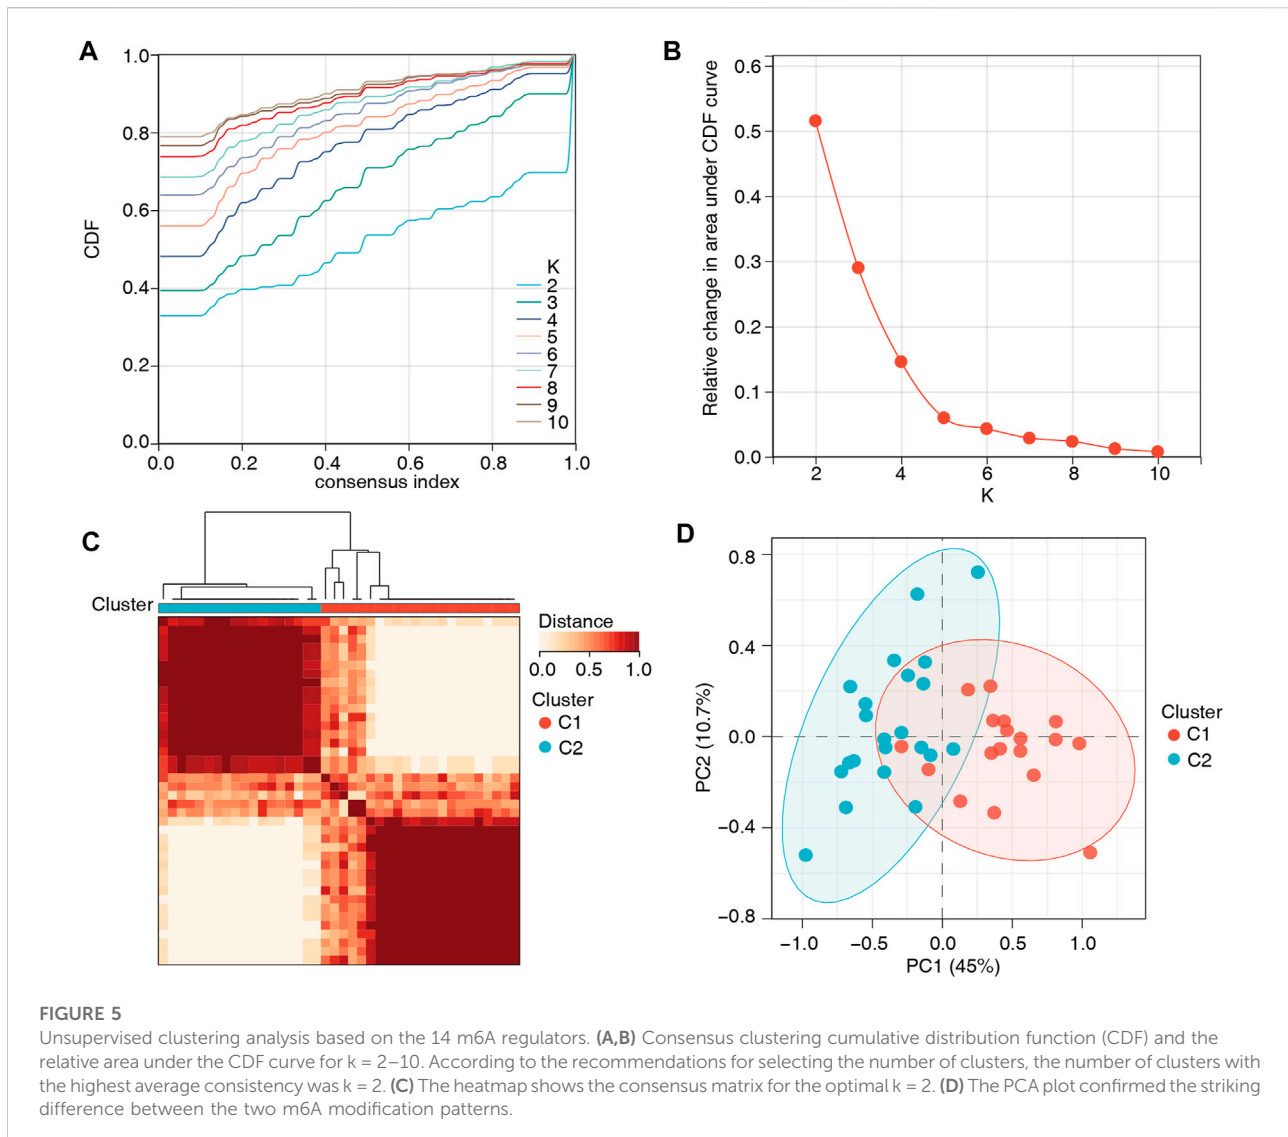 A
1.0
0.8
0.6
0.4
0.2
0.0
CDF
0.0 0.2 0.4 0.6 0.8 1.0
consensus index
K
2
3
4
5
6
7
8
9
10
B
0.6
0.5
0.4
0.3
0.2
0.1
0.0
Relative change in area under CDF curve
2 4 6 8 10
K
C
Cluster
Distance
0.0 0.5 1.0
Cluster
C1
C2
D
0.8
0.4
0.0
−0.4
−0.8
PC2 (10.7%)
−1.0 −0.5 0.0 0.5 1.0
PC1 (45%)
Cluster
C1
C2
FIGURE 5
Unsupervised clustering analysis based on the 14 m6A regulators. (A,B) Consensus clustering cumulative distribution function (CDF) and the
relative area under the CDF curve for k = 2–10. According to the recommendations for selecting the number of clusters, the number of clusters with
the highest average consistency was k = 2. (C) The heatmap shows the consensus matrix for the optimal k = 2. (D) The PCA plot confirmed the striking
difference between the two m6A modification patterns.